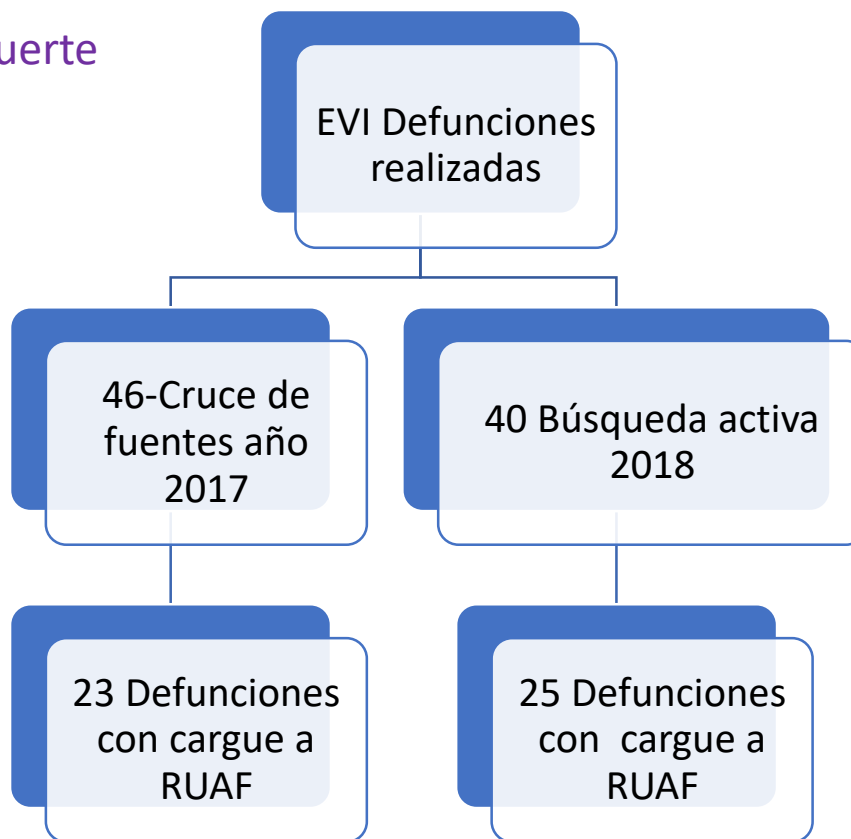 uerte
EVI Defunciones
realizadas
46-Cruce de
fuentes año
2017
40 Búsqueda activa
2018
23 Defunciones
con cargue a
RUAF
25 Defunciones
con cargue a
RUAF